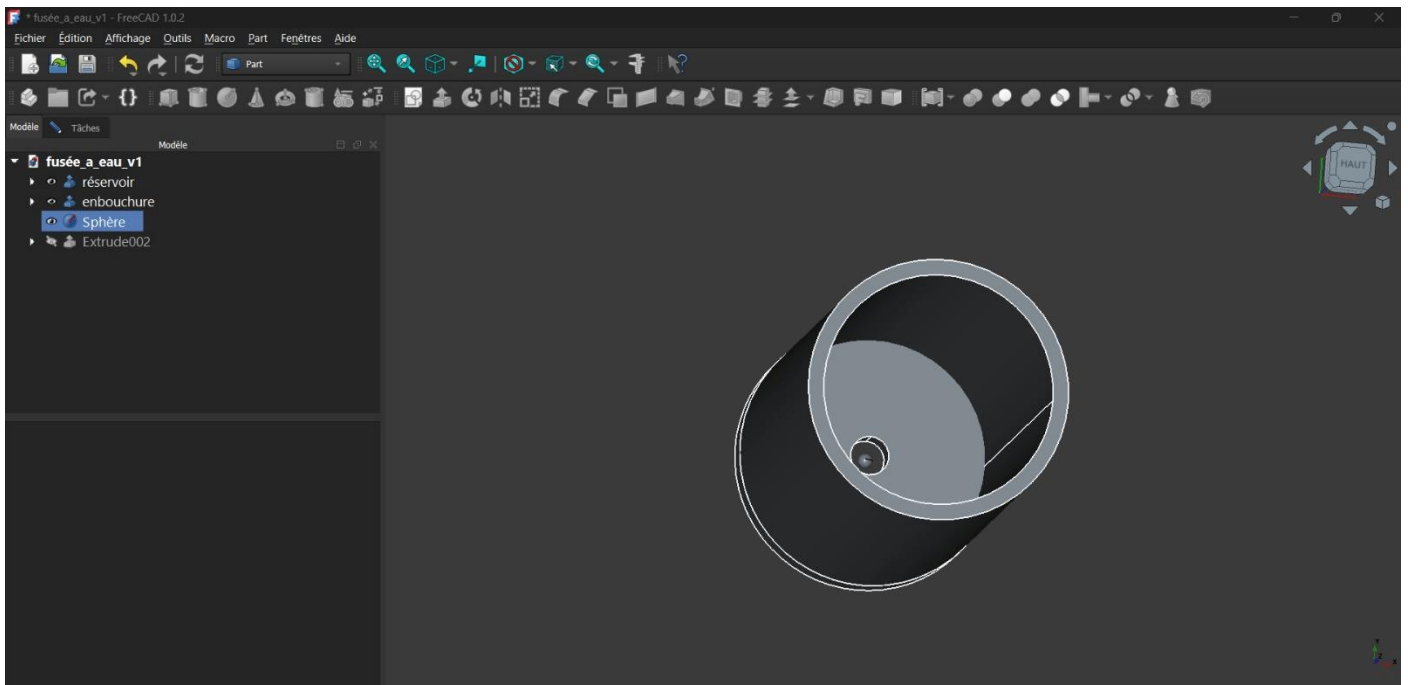 * fusée_a_eau_v1 - FreeCAD 1.0.2
Fichier Édition Affichage Outils Macro Part Fenêtres Aide
Part
Modèle Tâches
Modèle
fusée_a_eau_v1
réservoir
enbouchure
Sphère
Extrude002
HAUT
Y
Z
X